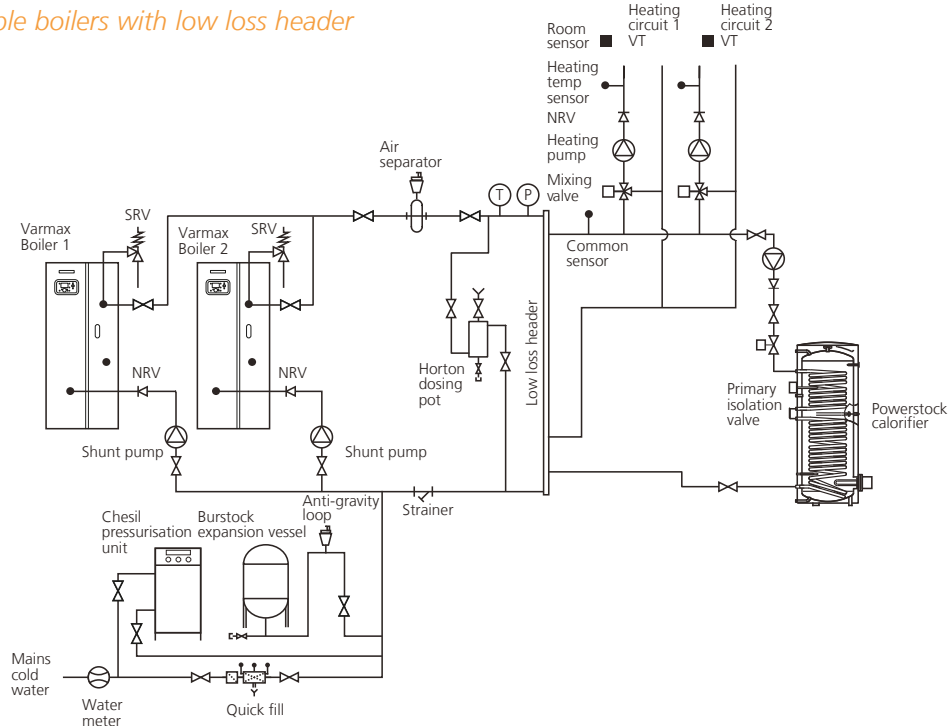 ple boilers with low loss header
Heating
circuit 1
VT
Heating
circuit 2
VT
Room
sensor
Heating
temp
sensor
NRV
Heating
pump
Mixing
valve
Air
separator
T
P
SRV
SRV
Varmax
Boiler 1
Varmax
Boiler 2
Common
sensor
Low loss header
Horton
dosing
pot
NRV
NRV
Primary
isolation
valve
Powerstock
calorifier
Shunt pump
Shunt pump
Strainer
Anti-gravity
loop
Chesil
pressurisation
unit
Burstock
expansion vessel
Mains
cold
water
Water
meter
Quick fill